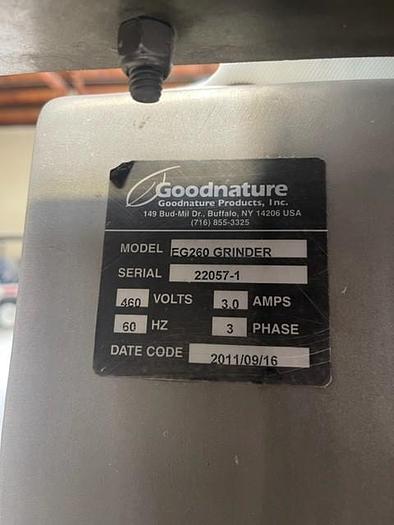 Goodnature
Goodnature Products, Inc.
149 Bud-Mil Dr., Buffalo, NY 14206 USA
(716) 855-3325
MODEL EG260 GRINDER
SERIAL 22057-1
460 VOLTS 3.0 AMPS
60 HZ 3 PHASE
DATE CODE 2011/09/16